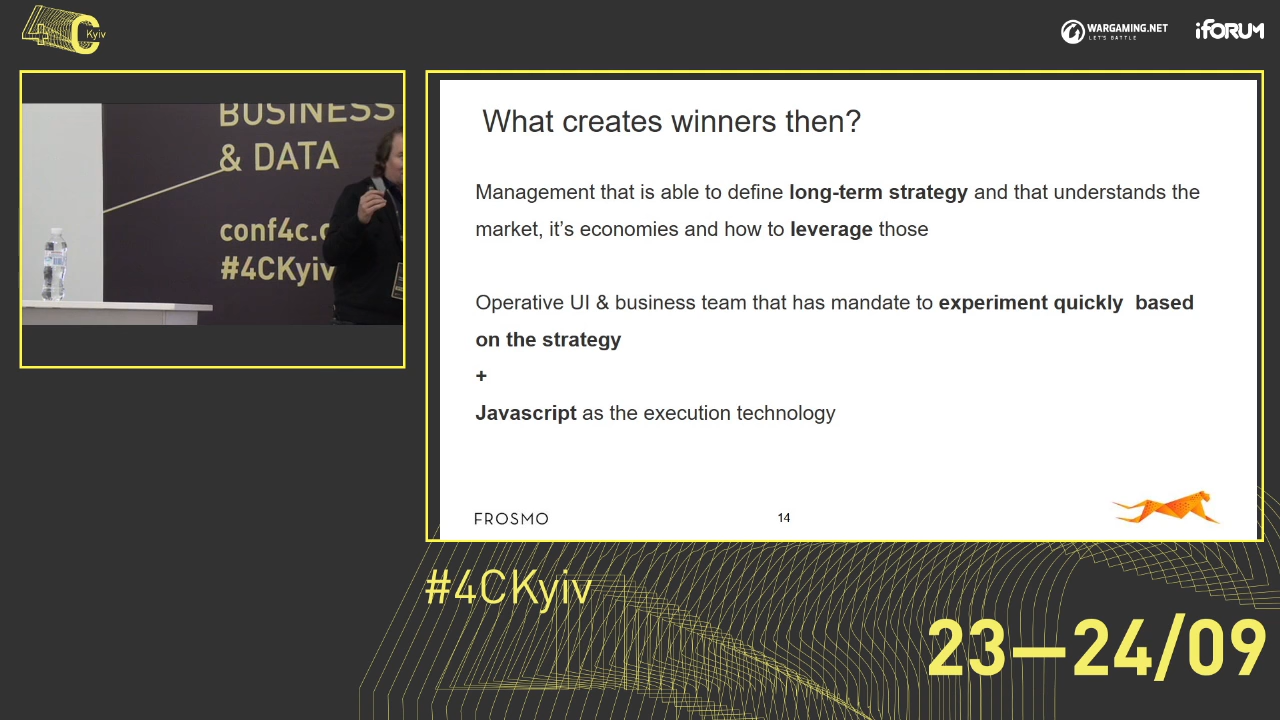 4C Kyiv
WARGAMING.NET
LET'S BATTLE
iFORUM
BUSINESS
& DATA
conf4c.c
#4CKyiv
What creates winners then?
Management that is able to define long-term strategy and that understands the
market, it's economies and how to leverage those
Operative UI & business team that has mandate to experiment quickly  based
on the strategy
+
Javascript as the execution technology
FROSMO
14
#4CKyiv
23—24/09